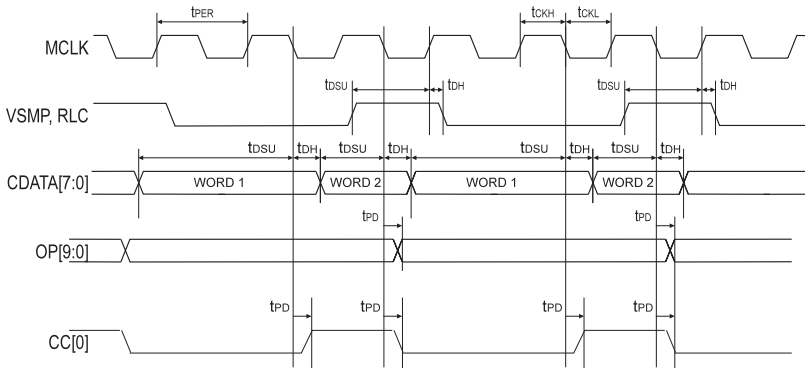 tPER tCKH tCKL
MCLK
tDSU tDH tDSU tDH
VSMP, RLC
tDSU tDH tDSU tDH tDSU tDH tDSU tDH
CDATA[7:0] WORD 1 WORD 2 WORD 1 WORD 2
tPD tPD
OP[9:0]
tPD tPD tPD tPD
CC[0]